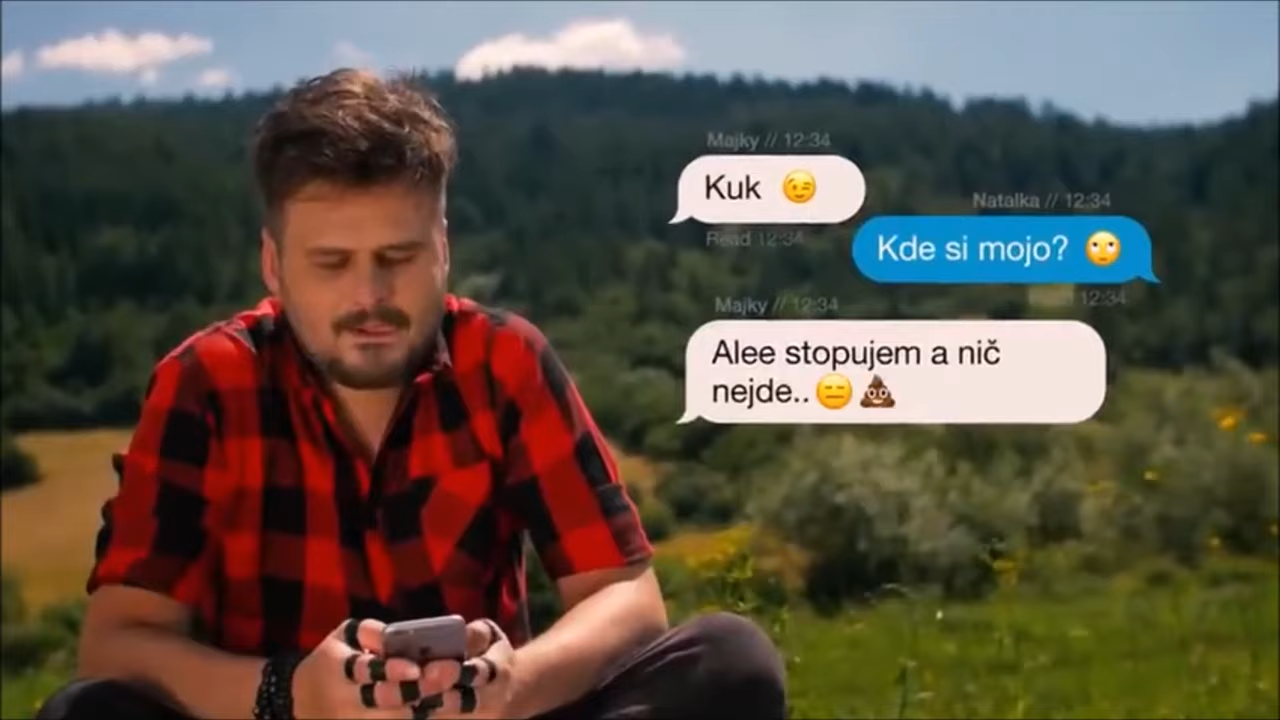 Majky // 12:34
Kuk 😉
Read 12:34
Natalka // 12:34
Kde si mojo? 🙄
12:34
Majky // 12:34
Alee stopujem a nič
nejde.. 😑💩